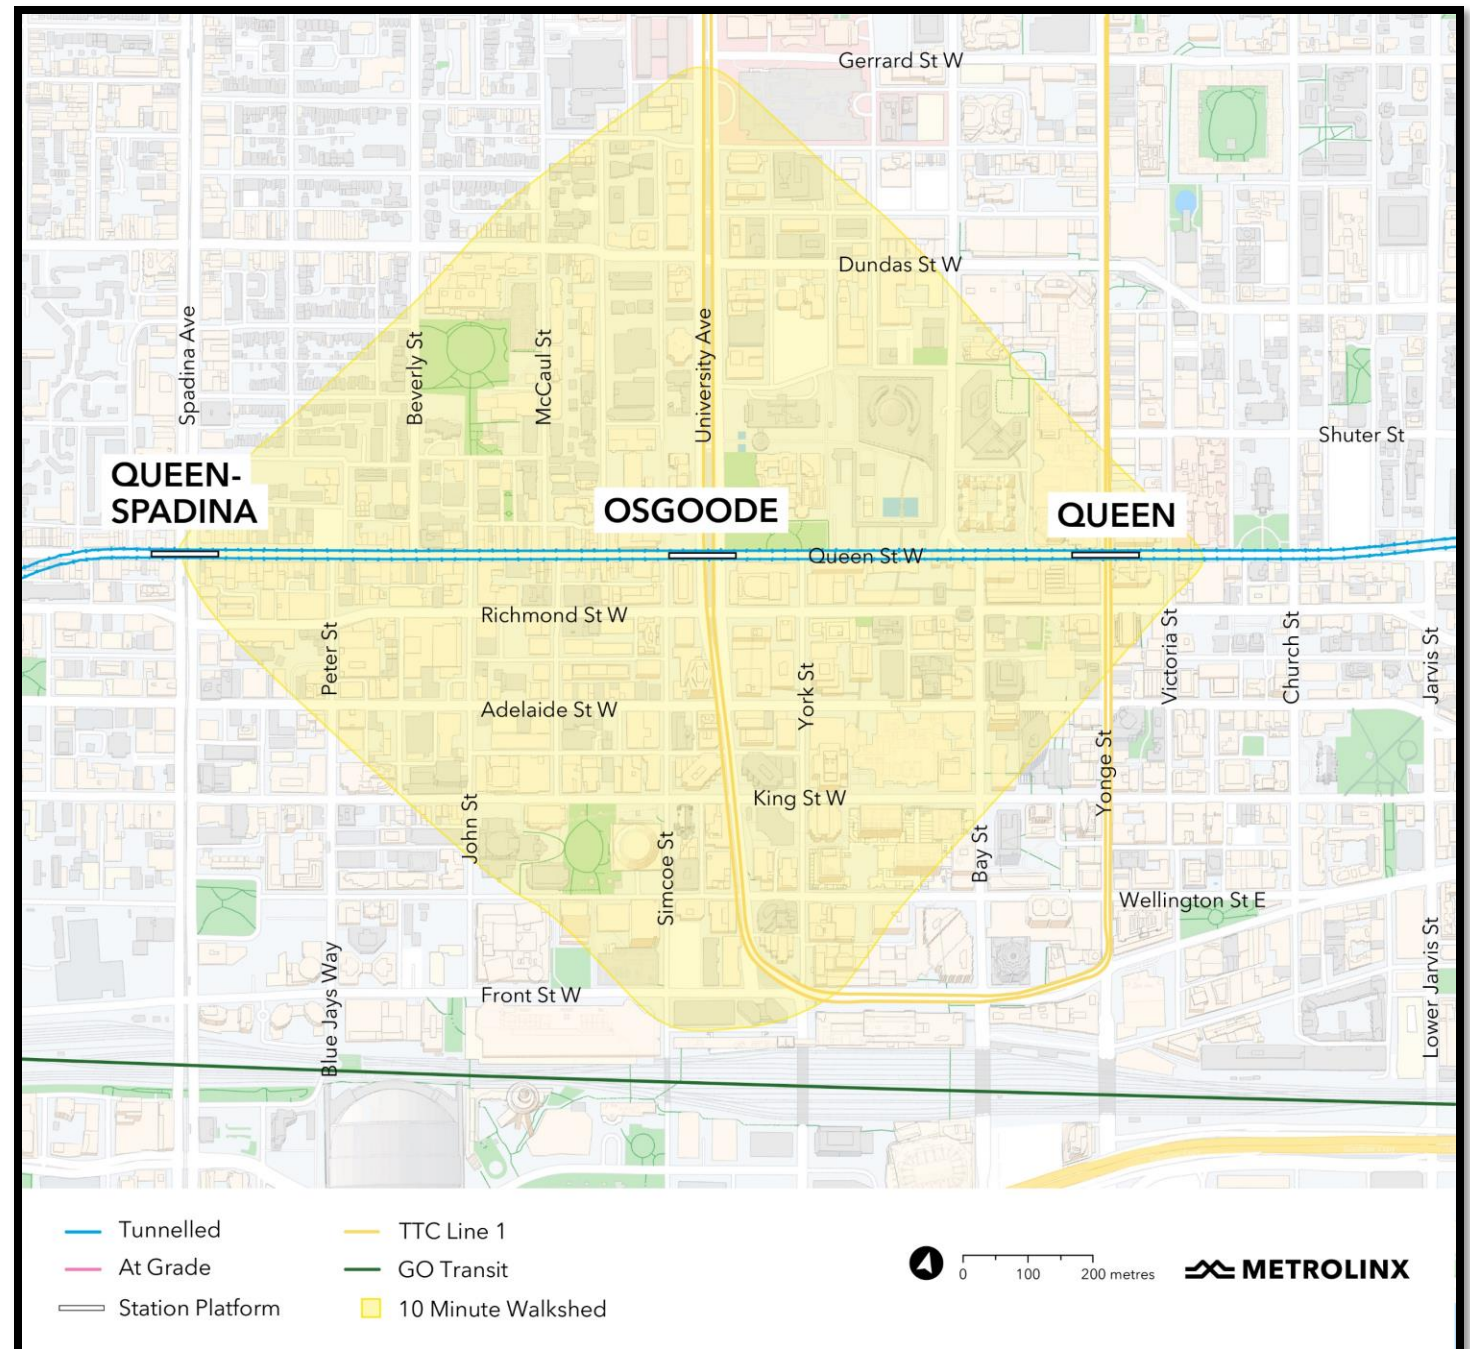 Gerrard St W
Dundas St W
Spadina Ave
Beverly St
McCaul St
University Ave
Shuter St
QUEEN-
SPADINA
OSGOODE
QUEEN
Queen St W
Richmond St W
Peter St
Victoria St
Church St
Jarvis St
York St
Adelaide St W
Yonge St
King St W
John St
Simcoe St
Bay St
Wellington St E
Blue Jays Way
Front St W
Lower Jarvis St
Tunnelled
TTC Line 1
At Grade
GO Transit
0 100 200 metres
METROLINX
Station Platform
10 Minute Walkshed